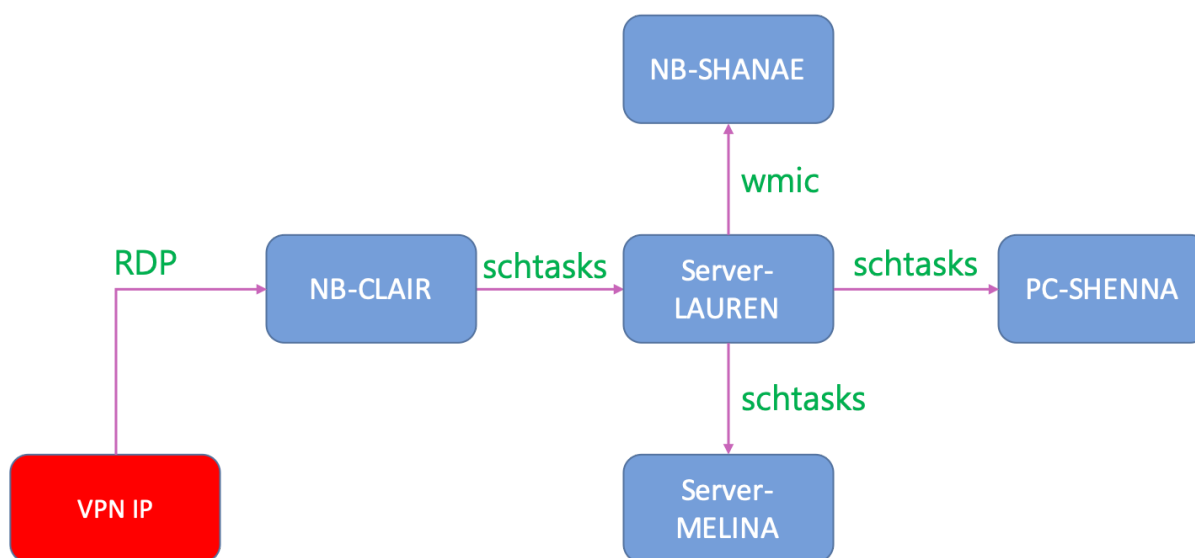 NB-SHANAE
wmic
RDP
NB-CLAIR
schtasks
Server-
LAUREN
schtasks
PC-SHENNA
schtasks
VPN IP
Server-
MELINA